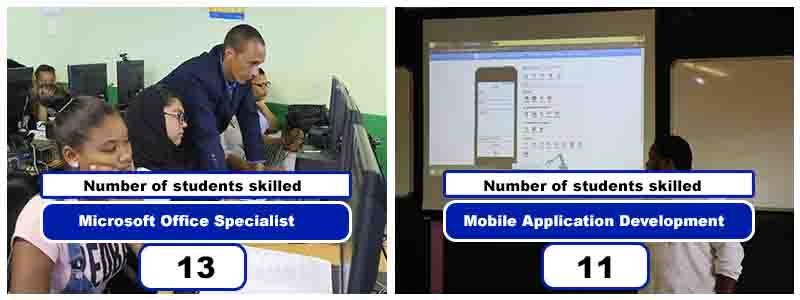 Number of students skilled
Microsoft Office Specialist
13
Number of students skilled
Mobile Application Development
11